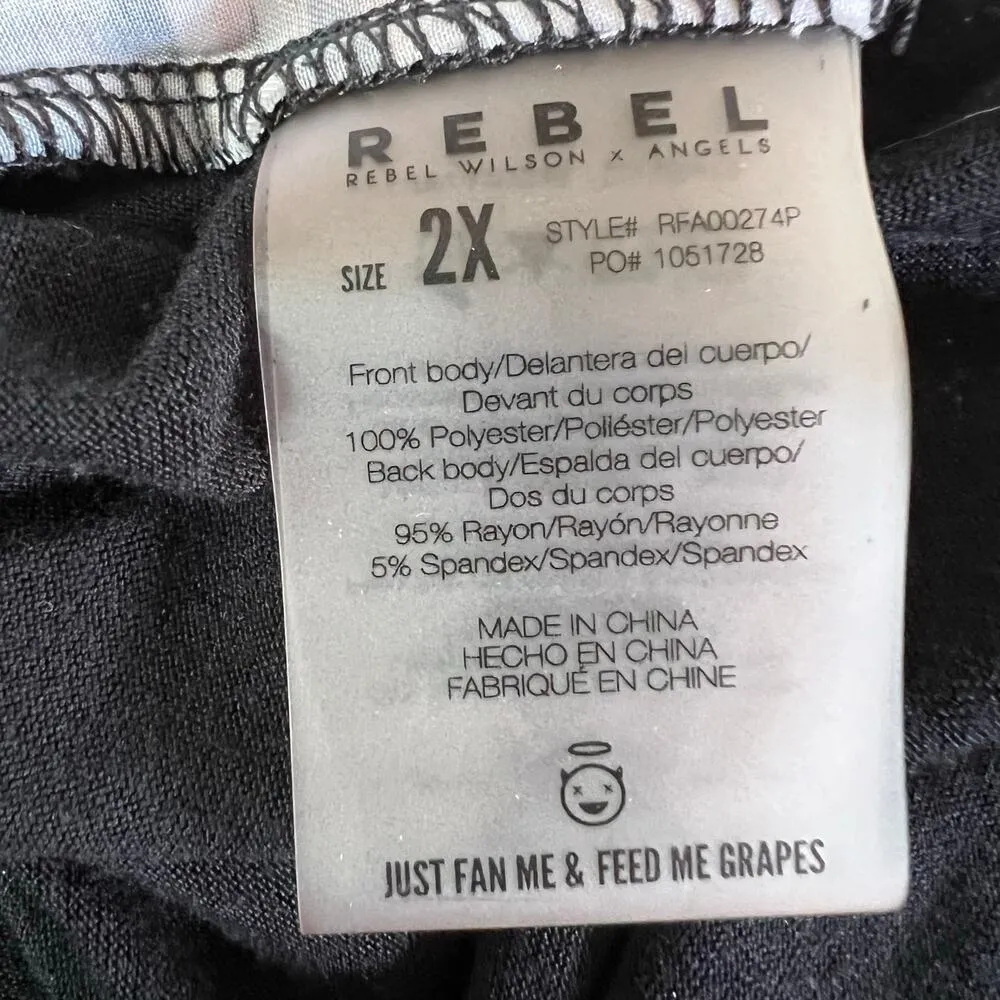 REBEL
REBEL WILSON x ANGELS
SIZE 2X
STYLE# RFA00274P
PO# 1051728
Front body/Delantera del cuerpo/
Devant du corps
100% Polyester/Poliéster/Polyester
Back body/Espalda del cuerpo/
Dos du corps
95% Rayon/Rayón/Rayonne
5% Spandex/Spandex/Spandex
MADE IN CHINA
HECHO EN CHINA
FABRIQUÉ EN CHINE
JUST FAN ME & FEED ME GRAPES